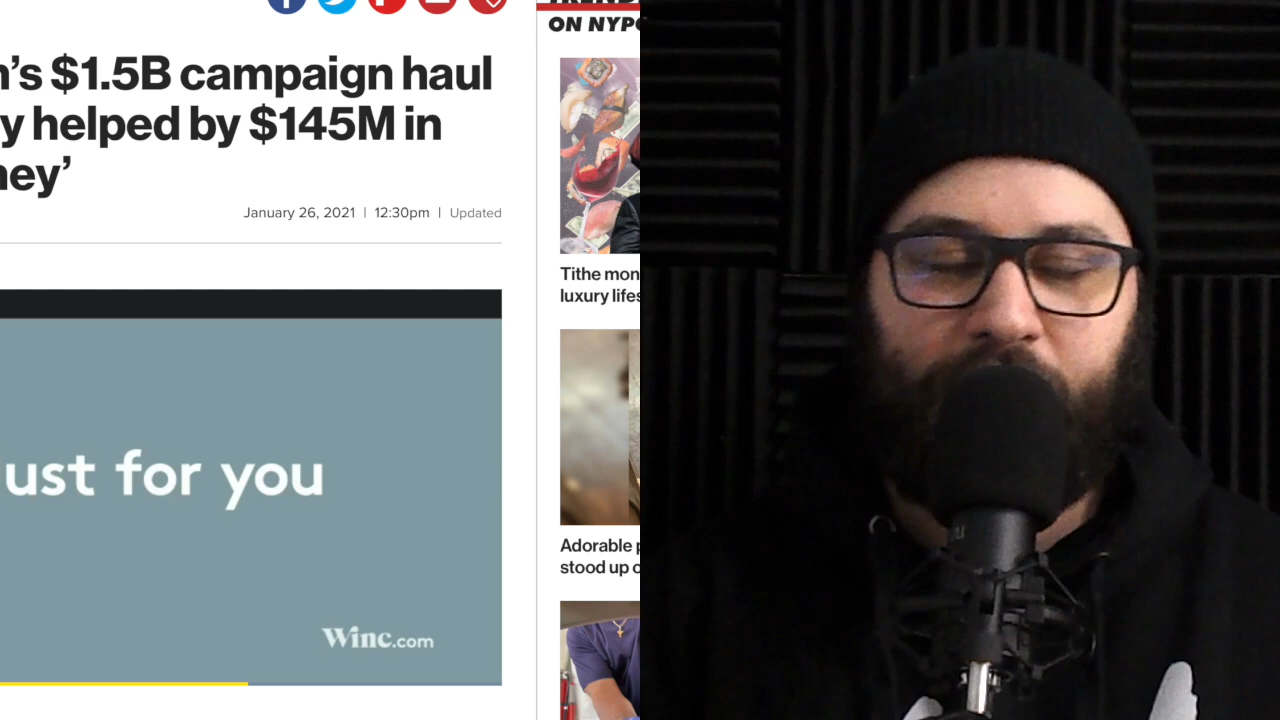 n's $1.5B campaign haul
y helped by $145M in
ney'
January 26, 2021 | 12:30pm | Updated
ust for you
Winc.com
ON NYPO
Tithe mon
luxury lifes
Adorable p
stood up o